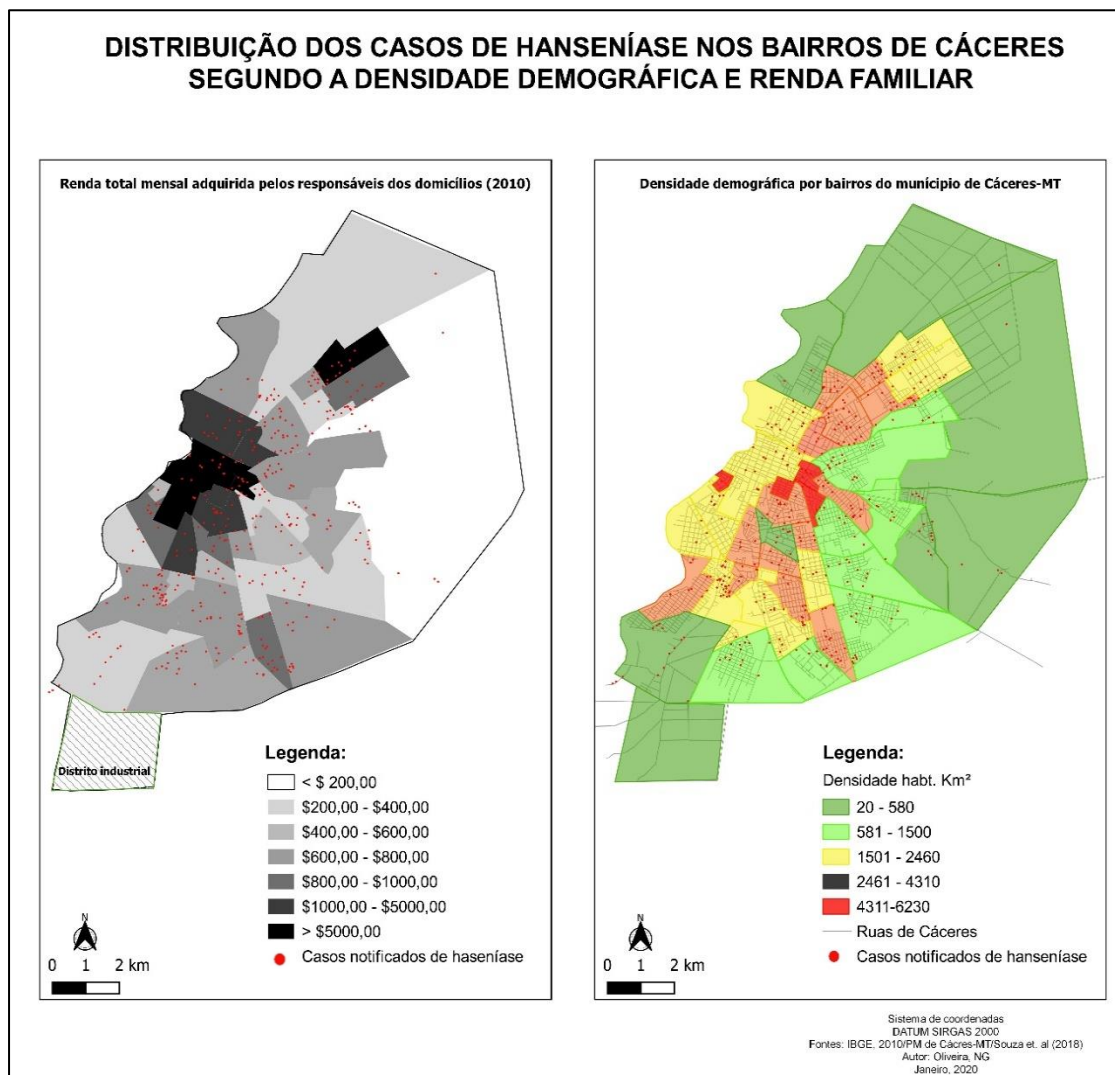 DISTRIBUIÇÃO DOS CASOS DE HANSENÍASE NOS BAIRROS DE CÁCERES
SEGUNDO A DENSIDADE DEMOGRÁFICA E RENDA FAMILIAR
Renda total mensal adquirida pelos responsáveis dos domicílios (2010)
Distrito industrial
Legenda:
< $ 200,00
$200,00 - $400,00
$400,00 - $600,00
$600,00 - $800,00
$800,00 - $1000,00
$1000,00 - $5000,00
> $5000,00
Casos notificados de haseníase
N
0 1 2 km
Densidade demográfica por bairros do munícipio de Cáceres-MT
Legenda:
Densidade habt. Km²
20 - 580
581 - 1500
1501 - 2460
2461 - 4310
4311-6230
Ruas de Cáceres
Casos notificados de hanseníase
N
0 1 2 km
Sistema de coordenadas
DATUM SIRGAS 2000
Fontes: IBGE, 2010/PM de Cácres-MT/Souza et. al (2018)
Autor: Oliveira, NG
Janeiro, 2020